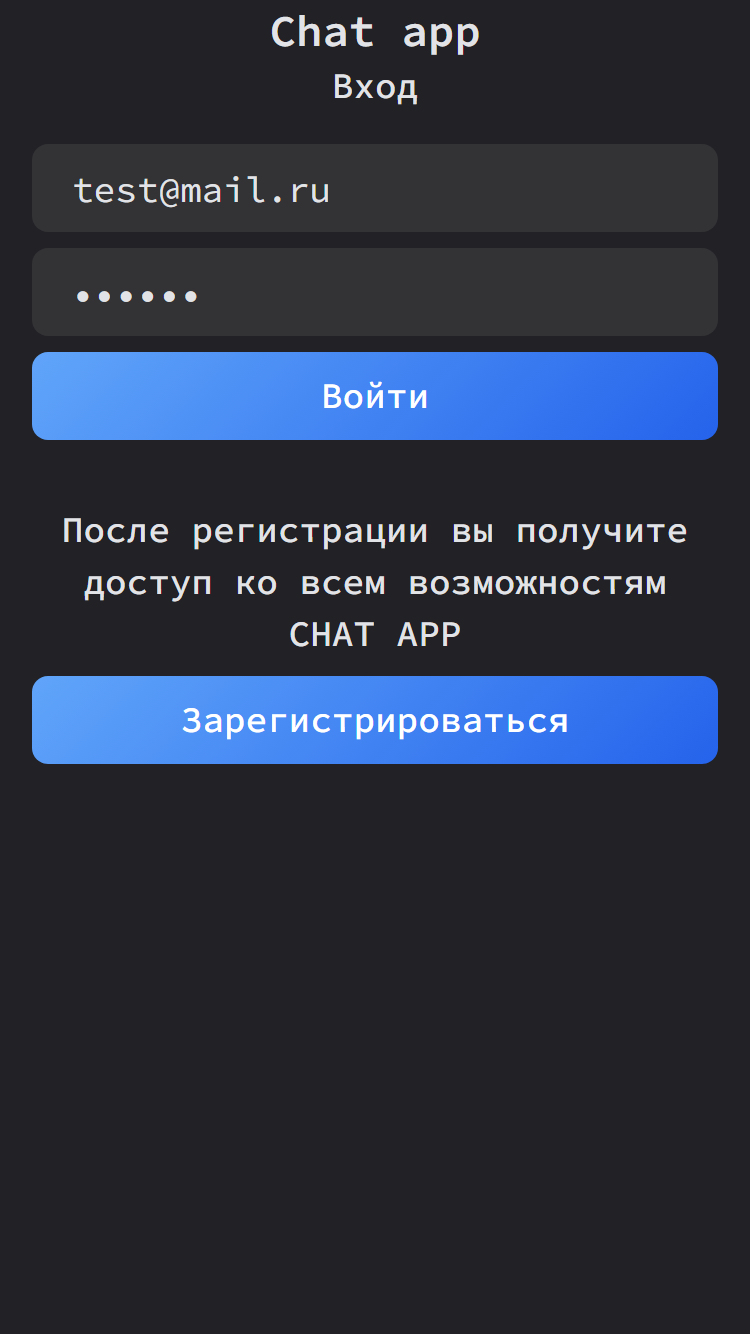 Chat app
Вход
test@mail.ru
••••••
Войти
После регистрации вы получите
доступ ко всем возможностям
CHAT APP
Зарегистрироваться